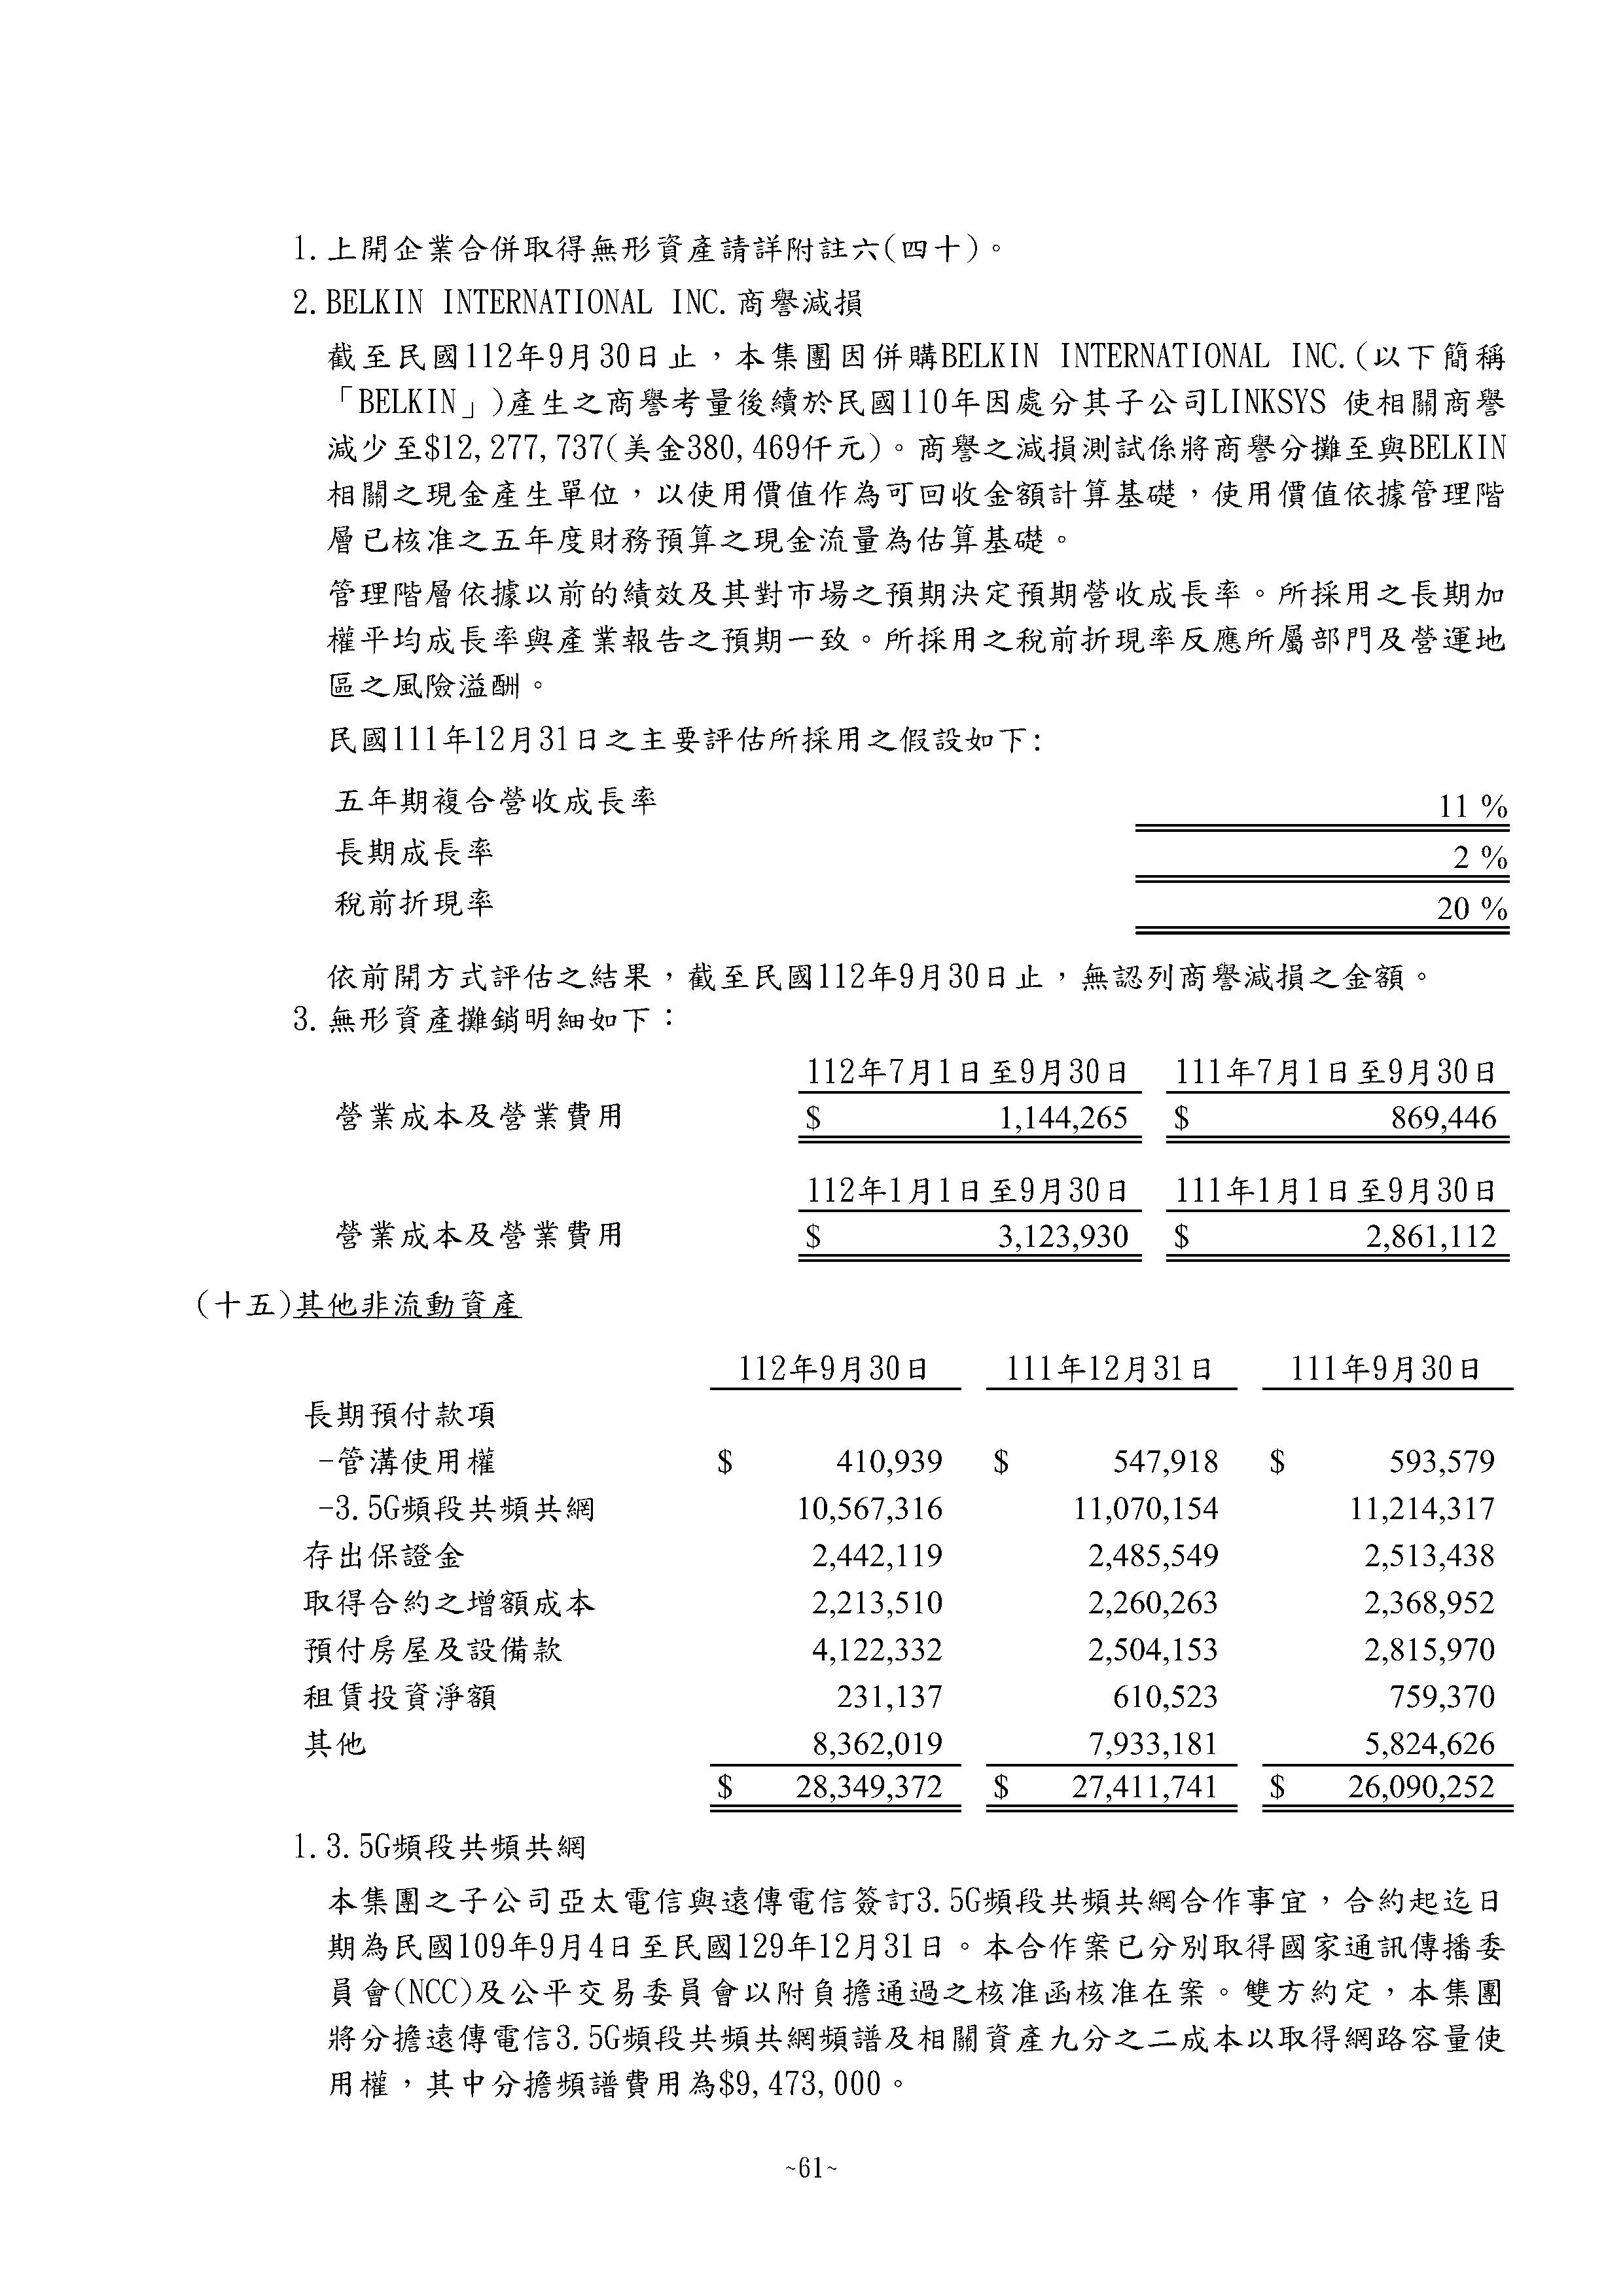 1.上開企業合併取得無形資產請詳附註六(四十)。
2.BELKIN INTERNATIONAL INC.商譽減損
截至民國112年9月30日止，本集團因併購BELKIN INTERNATIONAL INC.(以下簡稱
「BELKIN」)產生之商譽考量後續於民國110年因處分其子公司LINKSYS 使相關商譽
減少至$12,277,737(美金380,469仟元)。商譽之減損測試係將商譽分攤至與BELKIN
相關之現金產生單位，以使用價值作為可回收金額計算基礎，使用價值依據管理階
層已核准之五年度財務預算之現金流量為估算基礎。
管理階層依據以前的績效及其對市場之預期決定預期營收成長率。所採用之長期加
權平均成長率與產業報告之預期一致。所採用之稅前折現率反應所屬部門及營運地
區之風險溢酬。
民國111年12月31日之主要評估所採用之假設如下:
五年期複合營收成長率 11 %
長期成長率 2 %
稅前折現率 20 %
依前開方式評估之結果，截至民國112年9月30日止，無認列商譽減損之金額。
3.無形資產攤銷明細如下：
112年7月1日至9月30日 111年7月1日至9月30日
營業成本及營業費用 $ 1,144,265 $ 869,446
112年1月1日至9月30日 111年1月1日至9月30日
營業成本及營業費用 $ 3,123,930 $ 2,861,112
(十五)其他非流動資產
112年9月30日 111年12月31日 111年9月30日
長期預付款項
-管溝使用權 $ 410,939 $ 547,918 $ 593,579
-3.5G頻段共頻共網 10,567,316 11,070,154 11,214,317
存出保證金 2,442,119 2,485,549 2,513,438
取得合約之增額成本 2,213,510 2,260,263 2,368,952
預付房屋及設備款 4,122,332 2,504,153 2,815,970
租賃投資淨額 231,137 610,523 759,370
其他 8,362,019 7,933,181 5,824,626
$ 28,349,372 $ 27,411,741 $ 26,090,252
1.3.5G頻段共頻共網
本集團之子公司亞太電信與遠傳電信簽訂3.5G頻段共頻共網合作事宜，合約起迄日
期為民國109年9月4日至民國129年12月31日。本合作案已分別取得國家通訊傳播委
員會(NCC)及公平交易委員會以附負擔通過之核准函核准在案。雙方約定，本集團
將分擔遠傳電信3.5G頻段共頻共網頻譜及相關資產九分之二成本以取得網路容量使
用權，其中分擔頻譜費用為$9,473,000。
~61~